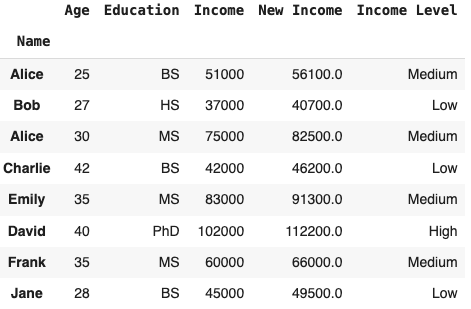 Age Education Income New Income Income Level
Name
Alice 25 BS 51000 56100.0 Medium
Bob 27 HS 37000 40700.0 Low
Alice 30 MS 75000 82500.0 Medium
Charlie 42 BS 42000 46200.0 Low
Emily 35 MS 83000 91300.0 Medium
David 40 PhD 102000 112200.0 High
Frank 35 MS 60000 66000.0 Medium
Jane 28 BS 45000 49500.0 Low